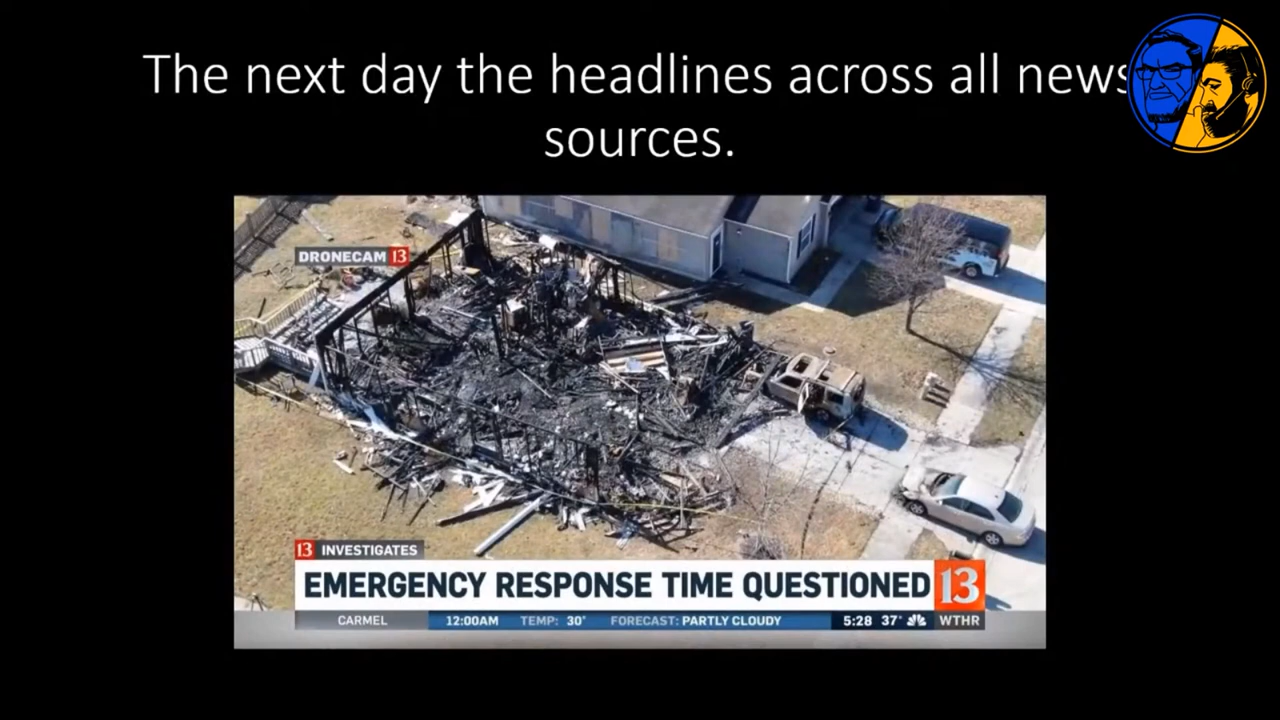 The next day the headlines across all news
sources.
DRONECAM 13
13 INVESTIGATES
EMERGENCY RESPONSE TIME QUESTIONED 13
CARMEL 12:00AM TEMP: 30° FORECAST: PARTLY CLOUDY 5:28 37° WTHR